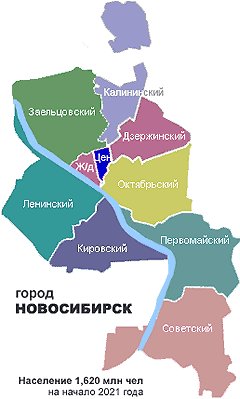 Калининский
Заельцовский
Дзержинский
Цен
Ж/д
Октябрьский
Ленинский
Кировский
Первомайский
город
НОВОСИБИРСК
Советский
Население 1,620 млн чел
на начало 2021 года